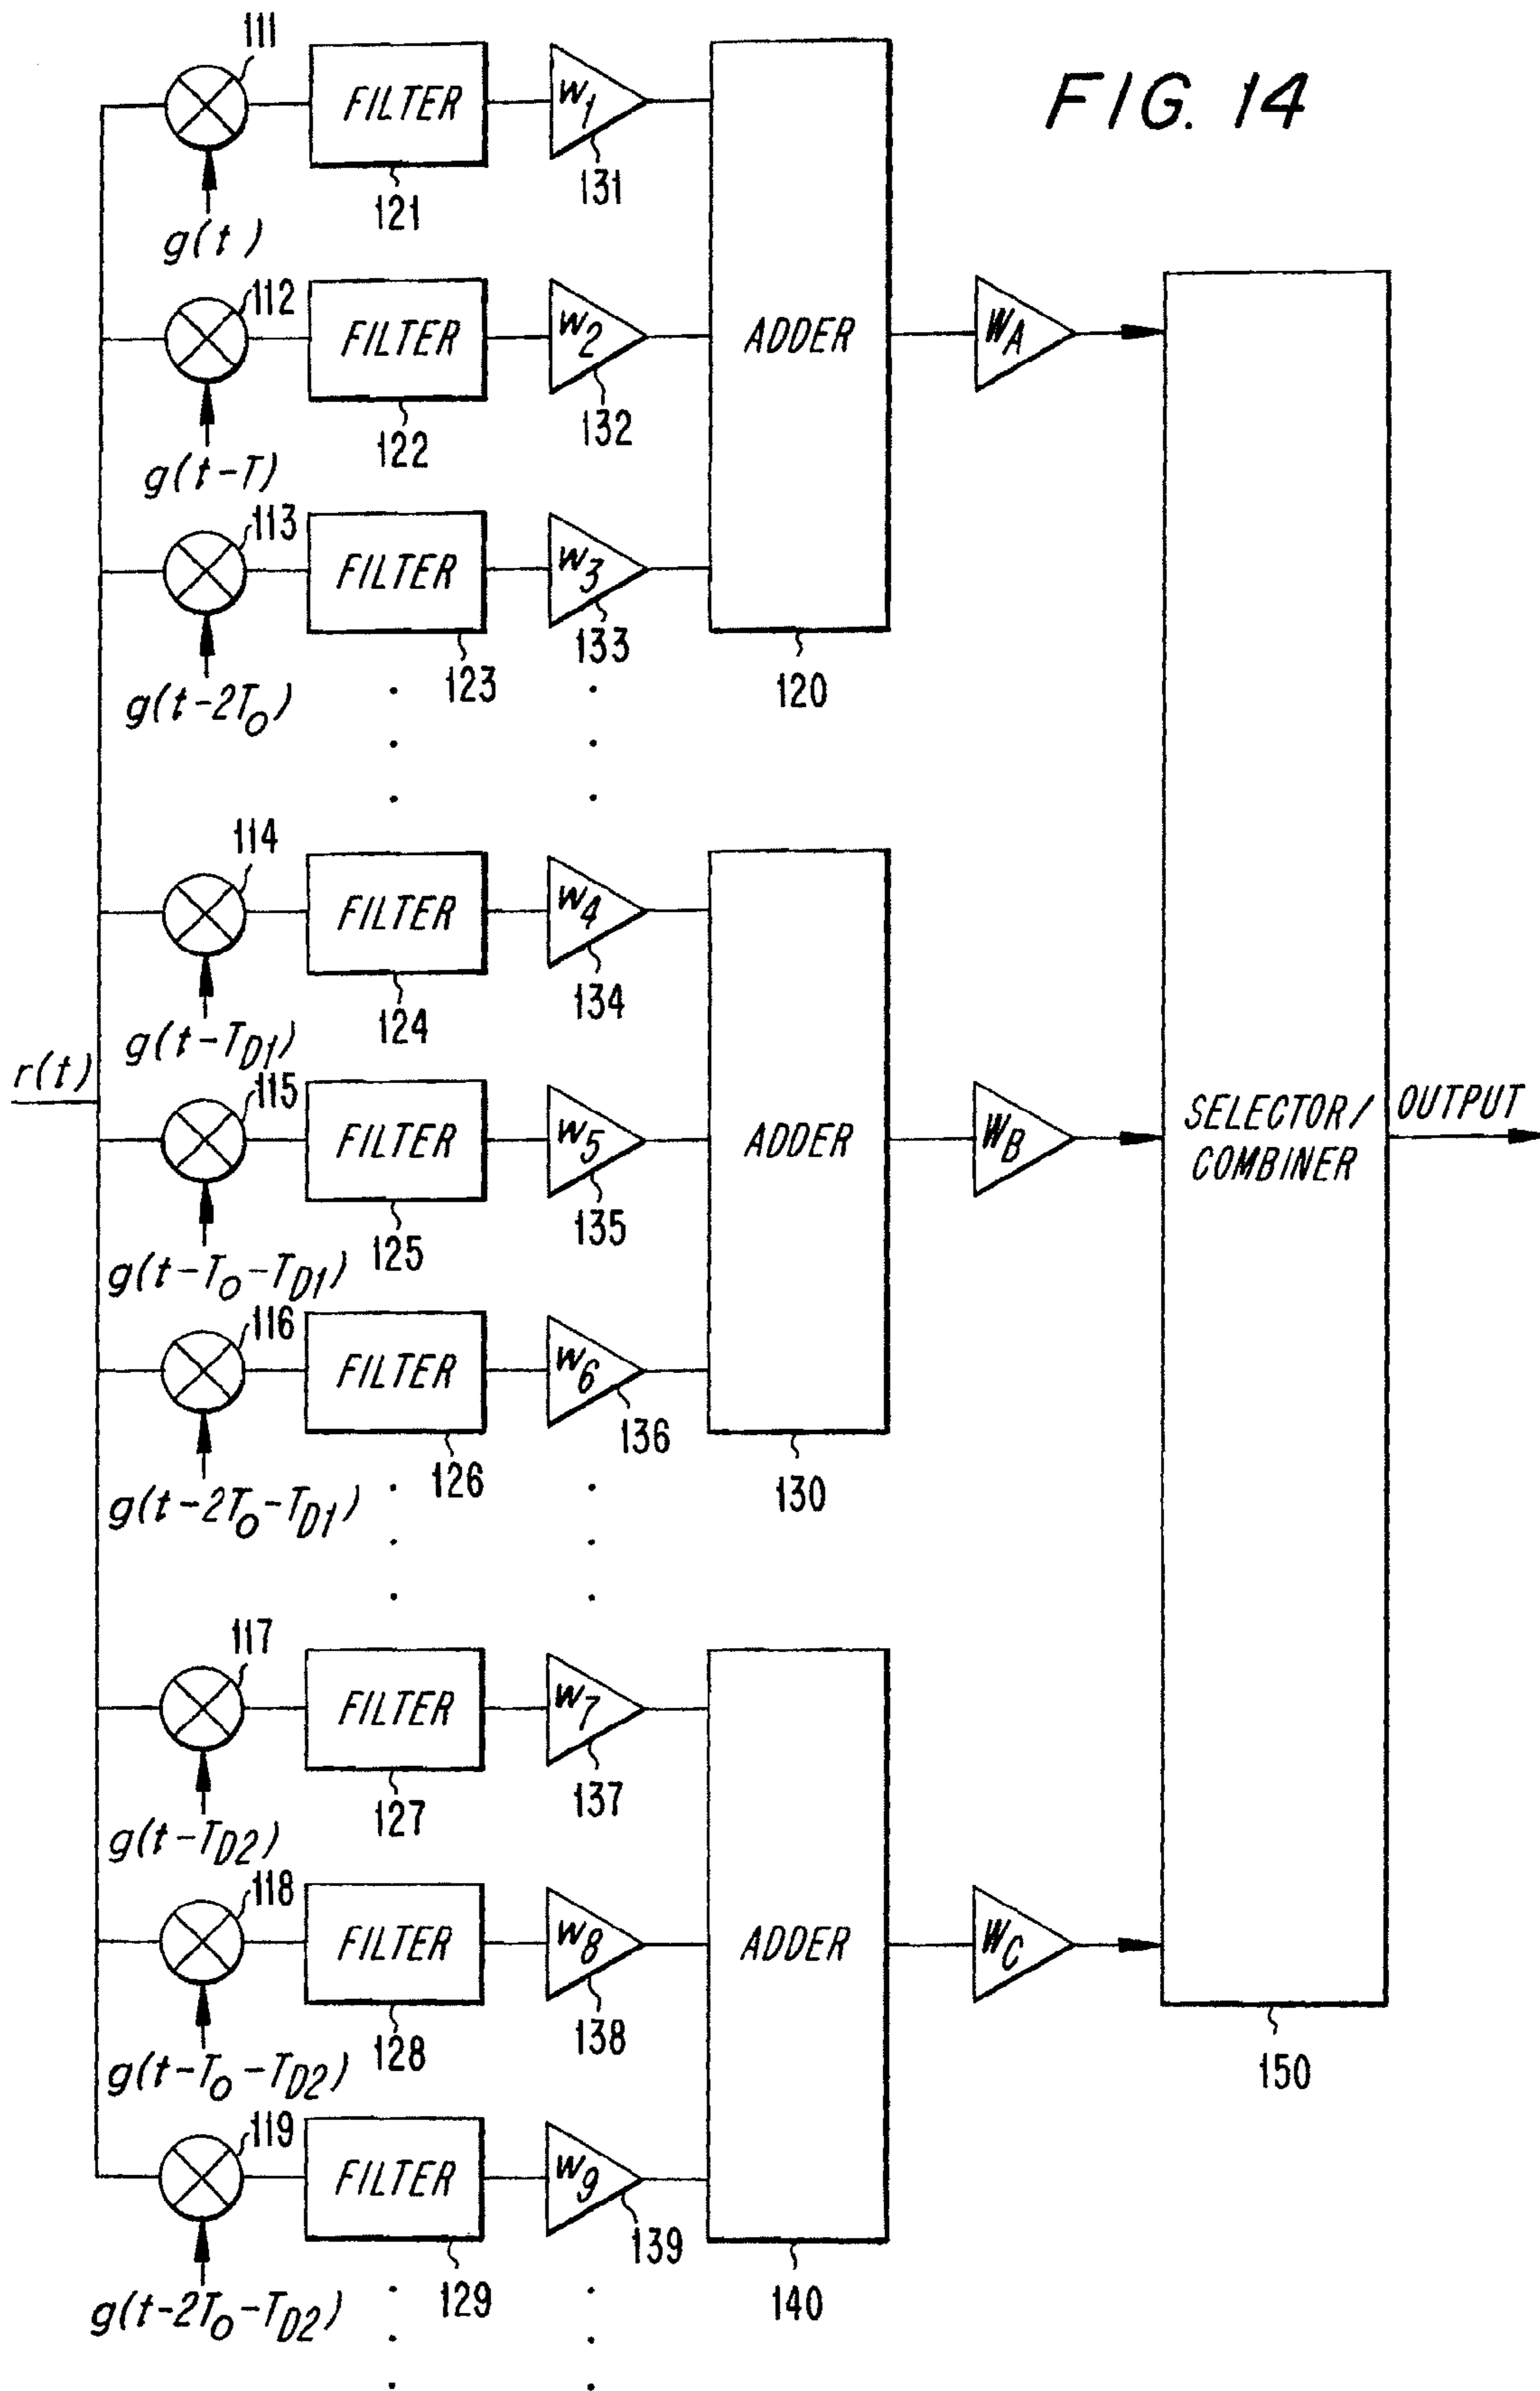 FIG. 14
111
FILTER
W1
131
121
g(t)
112
FILTER
W2
132
ADDER
WA
122
g(t-T)
113
FILTER
W3
133
123
120
g(t-2To)
114
FILTER
W4
134
124
g(t-TD1)
r(t)
115
FILTER
W5
135
ADDER
WB
SELECTOR/
COMBINER
OUTPUT
125
g(t-To-TD1)
116
FILTER
W6
136
126
130
g(t-2To-TD1)
117
FILTER
W7
137
127
g(t-TD2)
118
FILTER
W8
138
ADDER
WC
128
150
g(t-To-TD2)
119
FILTER
W9
139
129
140
g(t-2To-TD2)